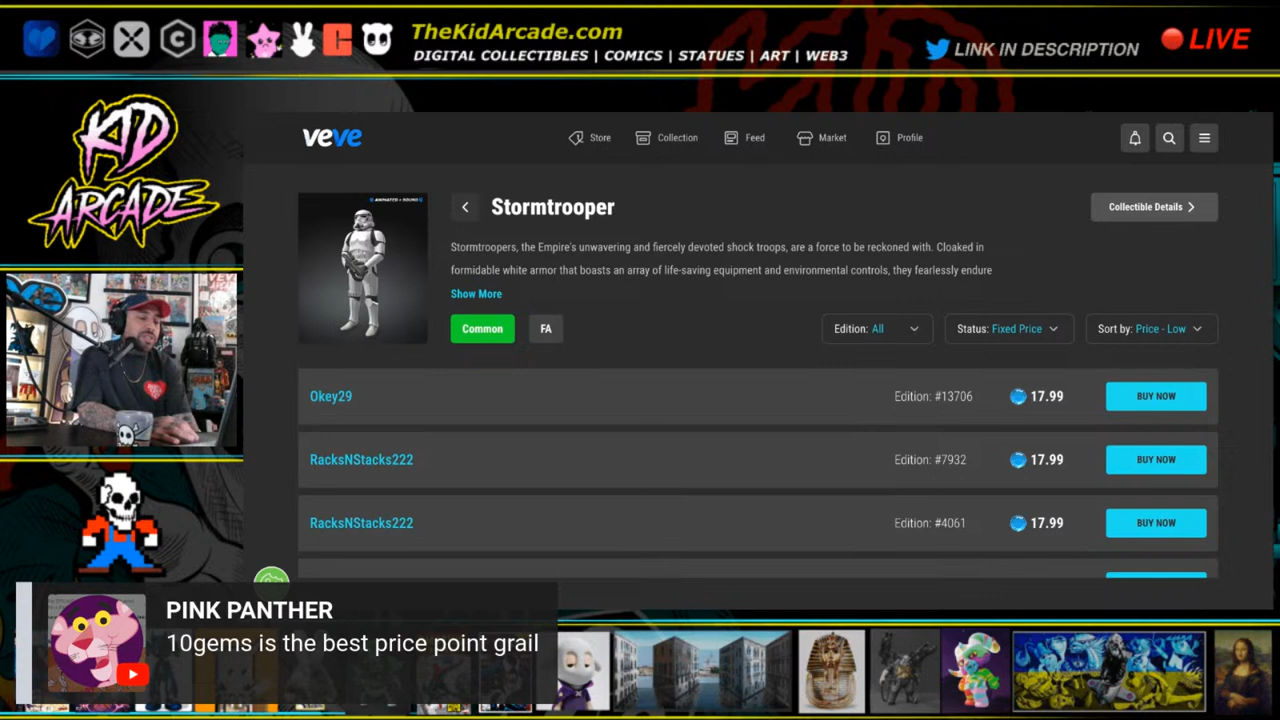 TheKidArcade.com
DIGITAL COLLECTIBLES | COMICS | STATUES | ART | WEB3
LINK IN DESCRIPTION
LIVE
KID
ARCADE
veve
Store
Collection
Feed
Market
Profile
ANIMATED + SOUND
Stormtrooper
Collectible Details
Stormtroopers, the Empire's unwavering and fiercely devoted shock troops, are a force to be reckoned with. Cloaked in
formidable white armor that boasts an array of life-saving equipment and environmental controls, they fearlessly endure
Show More
Common
FA
Edition: All
Status: Fixed Price
Sort by: Price - Low
Okey29 Edition: #13706 17.99 BUY NOW
RacksNStacks222 Edition: #7932 17.99 BUY NOW
RacksNStacks222 Edition: #4061 17.99 BUY NOW
PINK PANTHER
10gems is the best price point grail